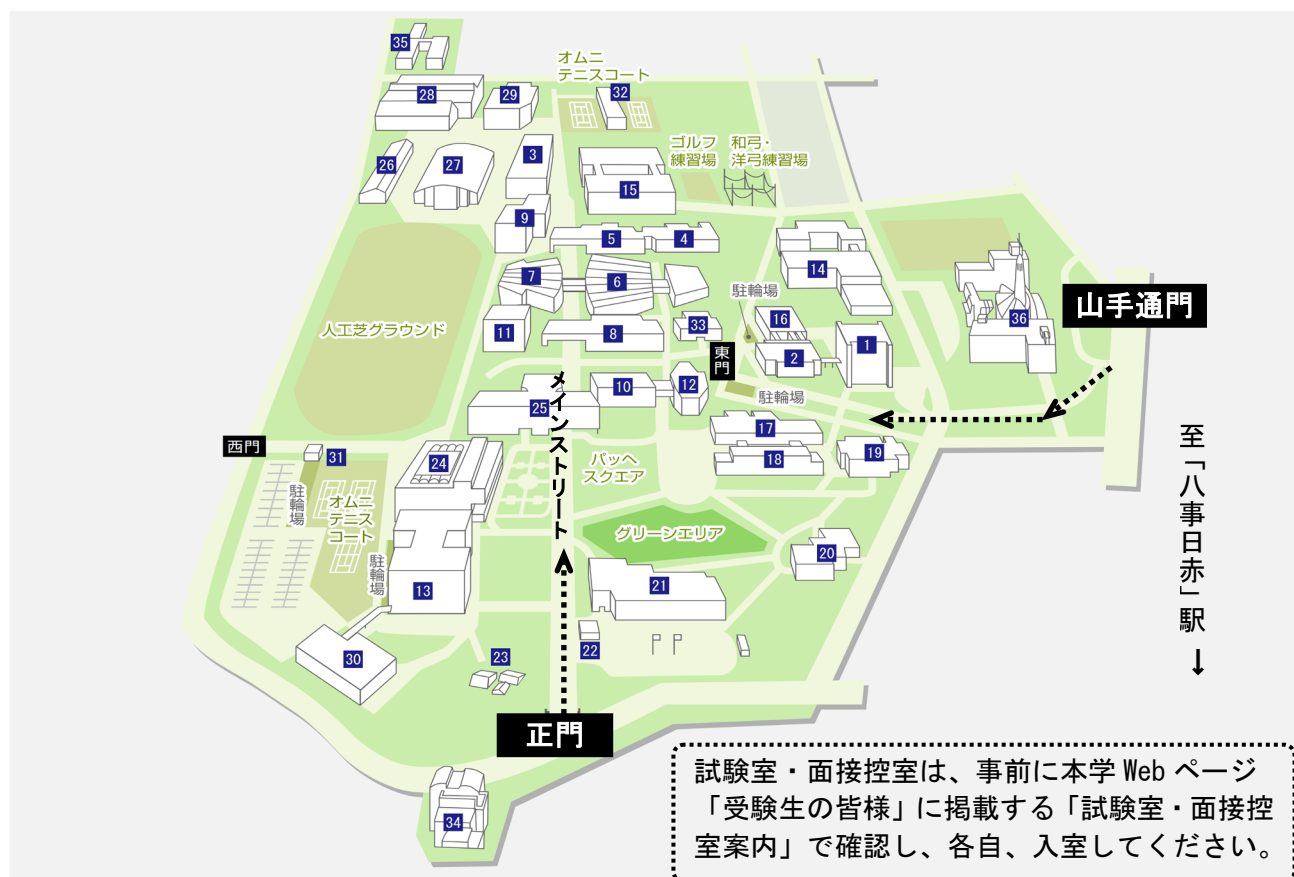 35
28
29
オムニ
テニスコート
32
26
27
3
15
ゴルフ
練習場
和弓・
洋弓練習場
9
5
4
7
6
14
駐輪場
36
山手通門
人工芝グラウンド
11
8
33
16
1
2
東門
メインストリート
10
12
駐輪場
25
17
18
19
西門
31
24
バッヘ
スクエア
駐輪場
オムニ
テニス
コート
グリーンエリア
20
駐輪場
13
21
至「八事日赤」駅 ↓
30
23
22
正門
34
試験室・面接控室は、事前に本学 Web ページ
「受験生の皆様」に掲載する「試験室・面接控
室案内」で確認し、各自、入室してください。